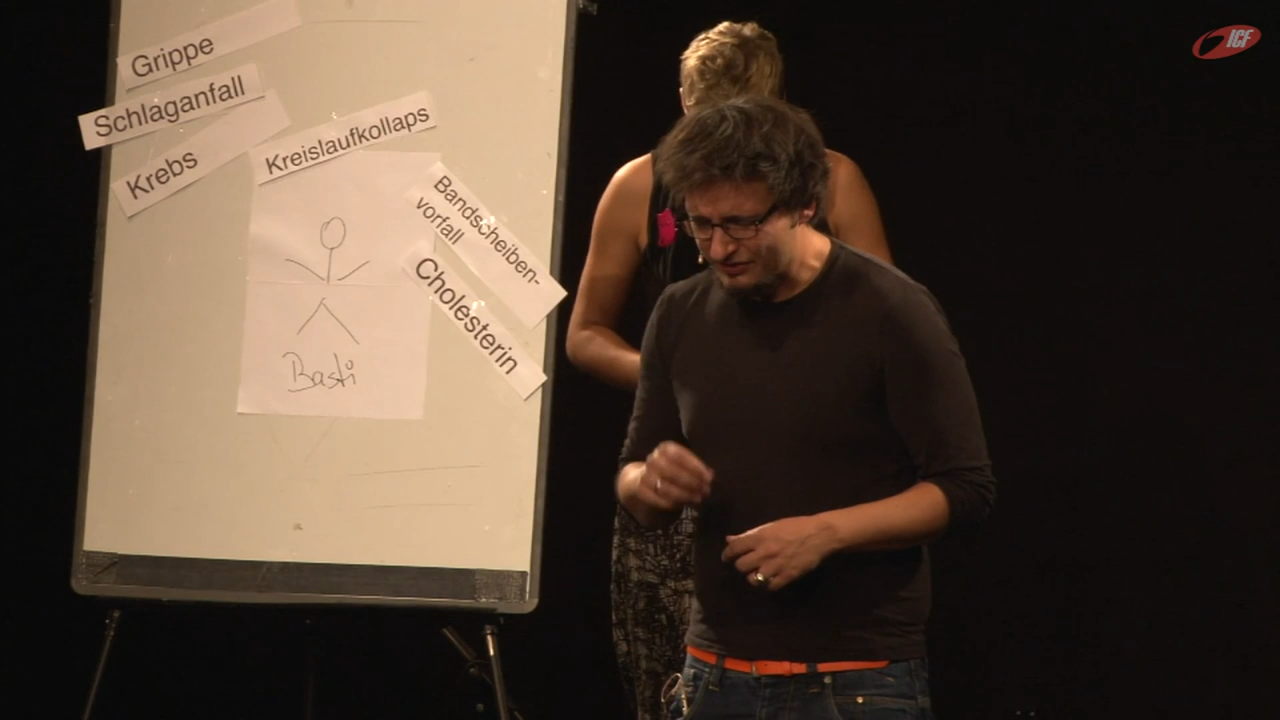 Grippe
Schlaganfall
Krebs
Kreislaufkollaps
Bandscheiben-
vorfall
Cholesterin
Basti
ICF